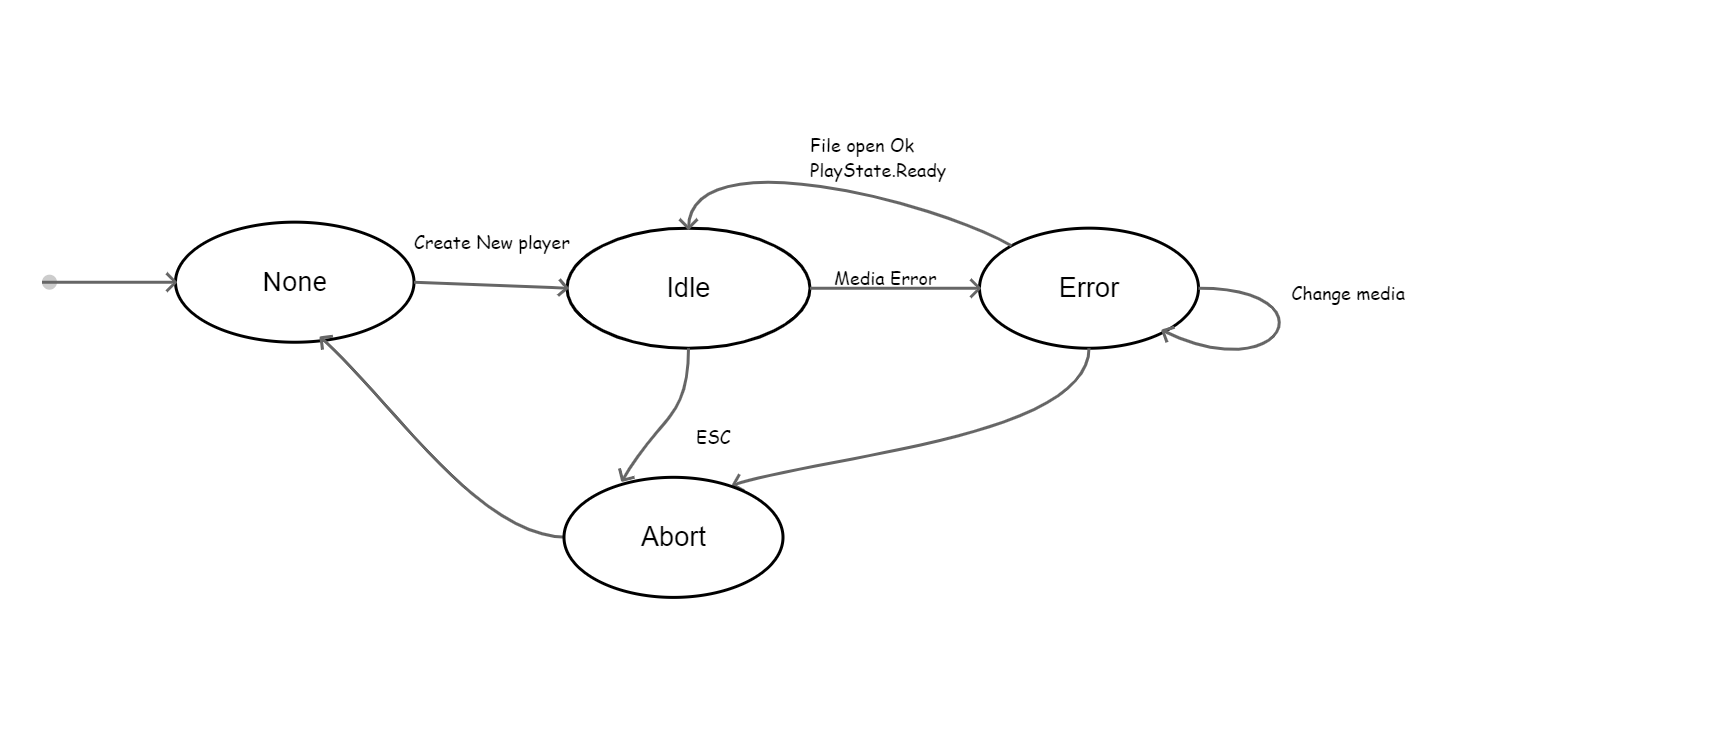 File open Ok
PlayState.Ready
Create New player
None
Idle
Media Error
Error
Change media
ESC
Abort